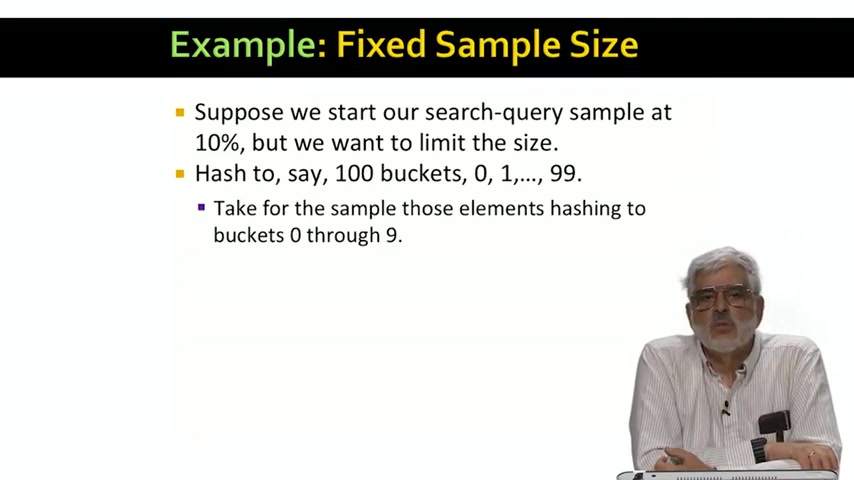 Example: Fixed Sample Size
Suppose we start our search-query sample at
10%, but we want to limit the size.
Hash to, say, 100 buckets, 0, 1,..., 99.
Take for the sample those elements hashing to
buckets 0 through 9.